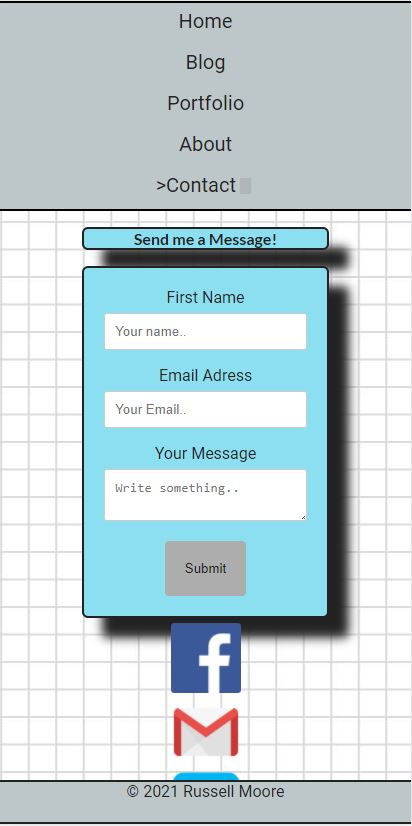 Home
Blog
Portfolio
About
>Contact
Send me a Message!
First Name
Your name..
Email Adress
Your Email..
Your Message
Write something..
Submit
© 2021 Russell Moore